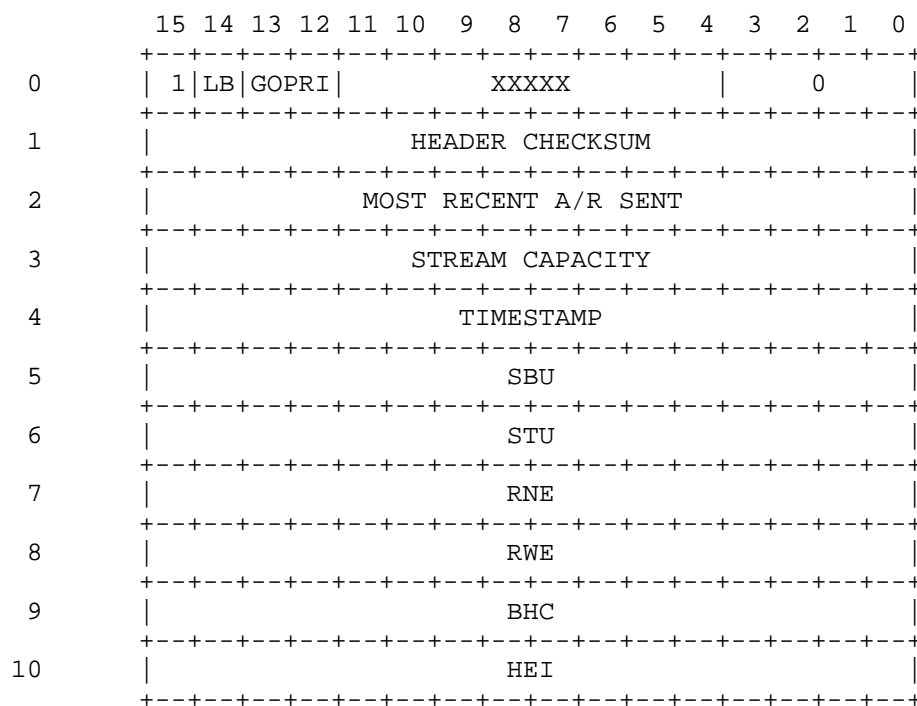 15 14 13 12 11 10 9 8 7 6 5 4 3 2 1 0
+--+--+--+--+--+--+--+--+--+--+--+--+--+--+--+--+
0 | 1|LB|GOPRI| XXXXX | 0 |
+--+--+--+--+--+--+--+--+--+--+--+--+--+--+--+--+
1 | HEADER CHECKSUM |
+--+--+--+--+--+--+--+--+--+--+--+--+--+--+--+--+
2 | MOST RECENT A/R SENT |
+--+--+--+--+--+--+--+--+--+--+--+--+--+--+--+--+
3 | STREAM CAPACITY |
+--+--+--+--+--+--+--+--+--+--+--+--+--+--+--+--+
4 | TIMESTAMP |
+--+--+--+--+--+--+--+--+--+--+--+--+--+--+--+--+
5 | SBU |
+--+--+--+--+--+--+--+--+--+--+--+--+--+--+--+--+
6 | STU |
+--+--+--+--+--+--+--+--+--+--+--+--+--+--+--+--+
7 | RNE |
+--+--+--+--+--+--+--+--+--+--+--+--+--+--+--+--+
8 | RWE |
+--+--+--+--+--+--+--+--+--+--+--+--+--+--+--+--+
9 | BHC |
+--+--+--+--+--+--+--+--+--+--+--+--+--+--+--+--+
10 | HEI |
+--+--+--+--+--+--+--+--+--+--+--+--+--+--+--+--+